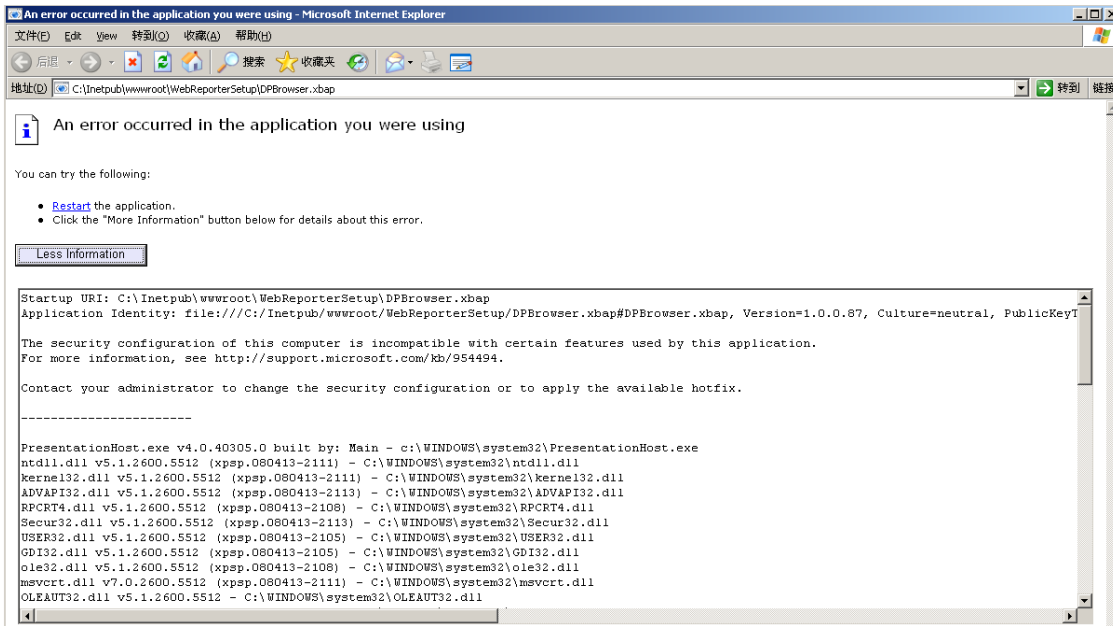 An error occurred in the application you were using - Microsoft Internet Explorer
文件(F) Edit View 转到(O) 收藏(A) 帮助(H)
后退 搜索 收藏夹
地址(D) C:\Inetpub\wwwroot\WebReporterSetup\DPBrowser.xbap 转到 链接
An error occurred in the application you were using
You can try the following:
Restart the application.
Click the "More Information" button below for details about this error.
Less Information
Startup URI: C:\Inetpub\wwwroot\WebReporterSetup\DPBrowser.xbap
Application Identity: file:///C:/Inetpub/wwwroot/WebReporterSetup/DPBrowser.xbap#DPBrowser.xbap, Version=1.0.0.87, Culture=neutral, PublicKeyT
The security configuration of this computer is incompatible with certain features used by this application.
For more information, see http://support.microsoft.com/kb/954494.
Contact your administrator to change the security configuration or to apply the available hotfix.
-----------------------
PresentationHost.exe v4.0.40305.0 built by: Main - c:\WINDOWS\system32\PresentationHost.exe
ntdll.dll v5.1.2600.5512 (xpsp.080413-2111) - C:\WINDOWS\system32\ntdll.dll
kernel32.dll v5.1.2600.5512 (xpsp.080413-2111) - C:\WINDOWS\system32\kernel32.dll
ADVAPI32.dll v5.1.2600.5512 (xpsp.080413-2113) - C:\WINDOWS\system32\ADVAPI32.dll
RPCRT4.dll v5.1.2600.5512 (xpsp.080413-2108) - C:\WINDOWS\system32\RPCRT4.dll
Secur32.dll v5.1.2600.5512 (xpsp.080413-2113) - C:\WINDOWS\system32\Secur32.dll
USER32.dll v5.1.2600.5512 (xpsp.080413-2105) - C:\WINDOWS\system32\USER32.dll
GDI32.dll v5.1.2600.5512 (xpsp.080413-2105) - C:\WINDOWS\system32\GDI32.dll
ole32.dll v5.1.2600.5512 (xpsp.080413-2108) - C:\WINDOWS\system32\ole32.dll
msvcrt.dll v7.0.2600.5512 (xpsp.080413-2111) - C:\WINDOWS\system32\msvcrt.dll
OLEAUT32.dll v5.1.2600.5512 - C:\WINDOWS\system32\OLEAUT32.dll